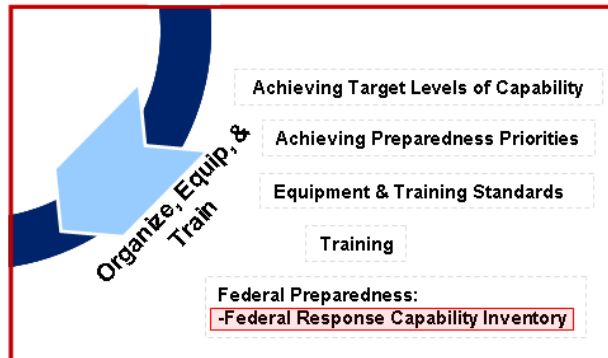 Achieving Target Levels of Capability
Achieving Preparedness Priorities
Equipment & Training Standards
Training
Organize, Equip, &
Train
Federal Preparedness:
-Federal Response Capability Inventory